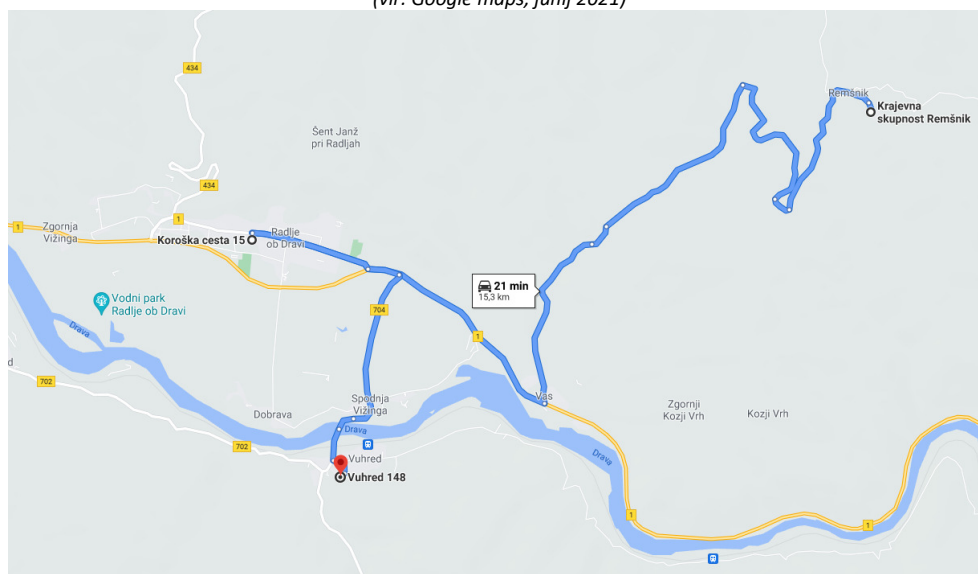 (vir: Google maps, junij 2021)
434
Šent Janž
pri Radljah
434
Remšnik
Krajevna
skupnost Remšnik
1
Zgornja
Vižinga
1
Koroška cesta 15
Radlje
ob Dravi
21 min
15,3 km
Vodni park
Radlje ob Dravi
704
1
Drava
d
702
Vas
Spodnja
Vižinga
Dobrava
Zgornji
Kozji Vrh
Kozji Vrh
Drava
702
Vuhred
Drava
Vuhred 148
1
1